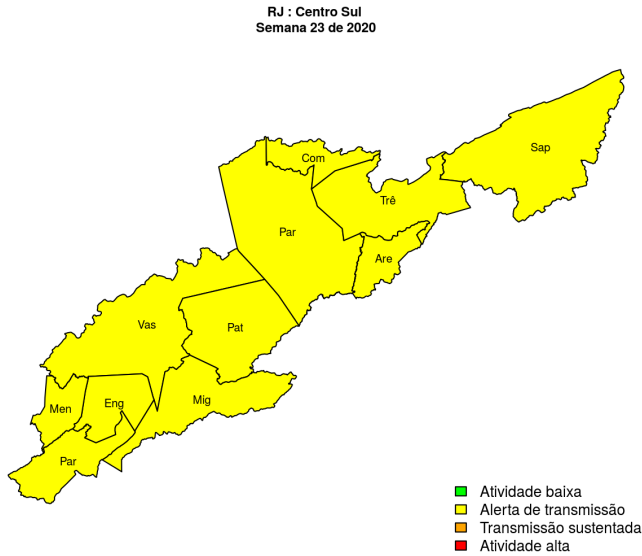 RJ : Centro Sul
Semana 23 de 2020
Sap
Com
Trê
Par
Are
Vas
Pat
Mig
Eng
Men
Par
Atividade baixa
Alerta de transmissão
Transmissão sustentada
Atividade alta